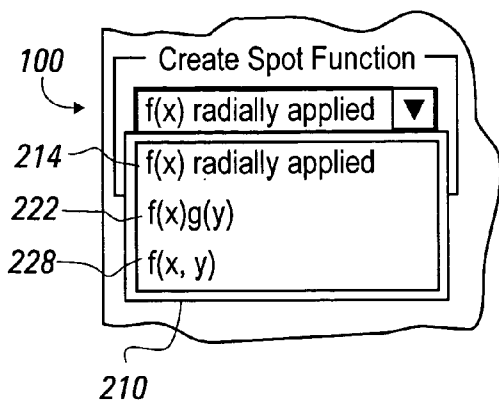 Create Spot Function
100
f(x) radially applied
214
f(x) radially applied
222
f(x)g(y)
228
f(x, y)
210